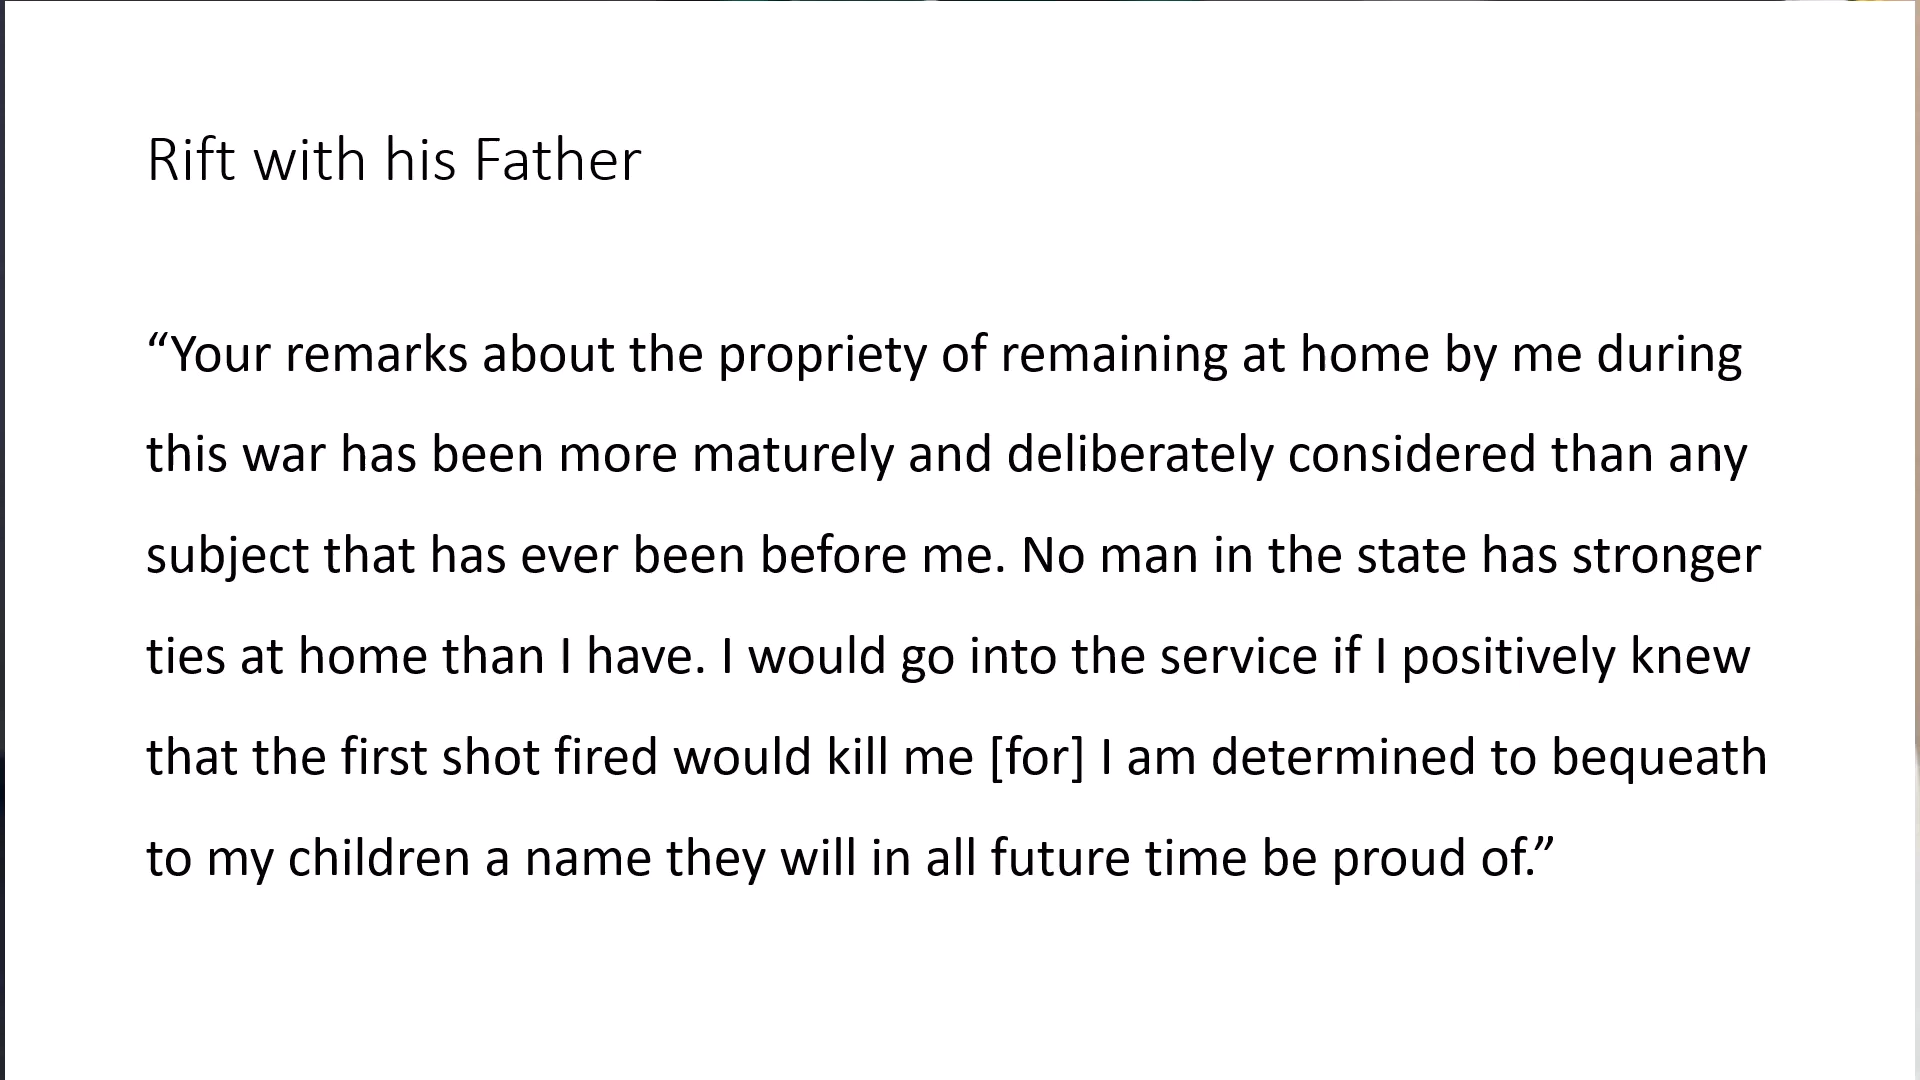 Rift with his Father
“Your remarks about the propriety of remaining at home by me during
this war has been more maturely and deliberately considered than any
subject that has ever been before me. No man in the state has stronger
ties at home than I have. I would go into the service if I positively knew
that the first shot fired would kill me [for] I am determined to bequeath
to my children a name they will in all future time be proud of.”